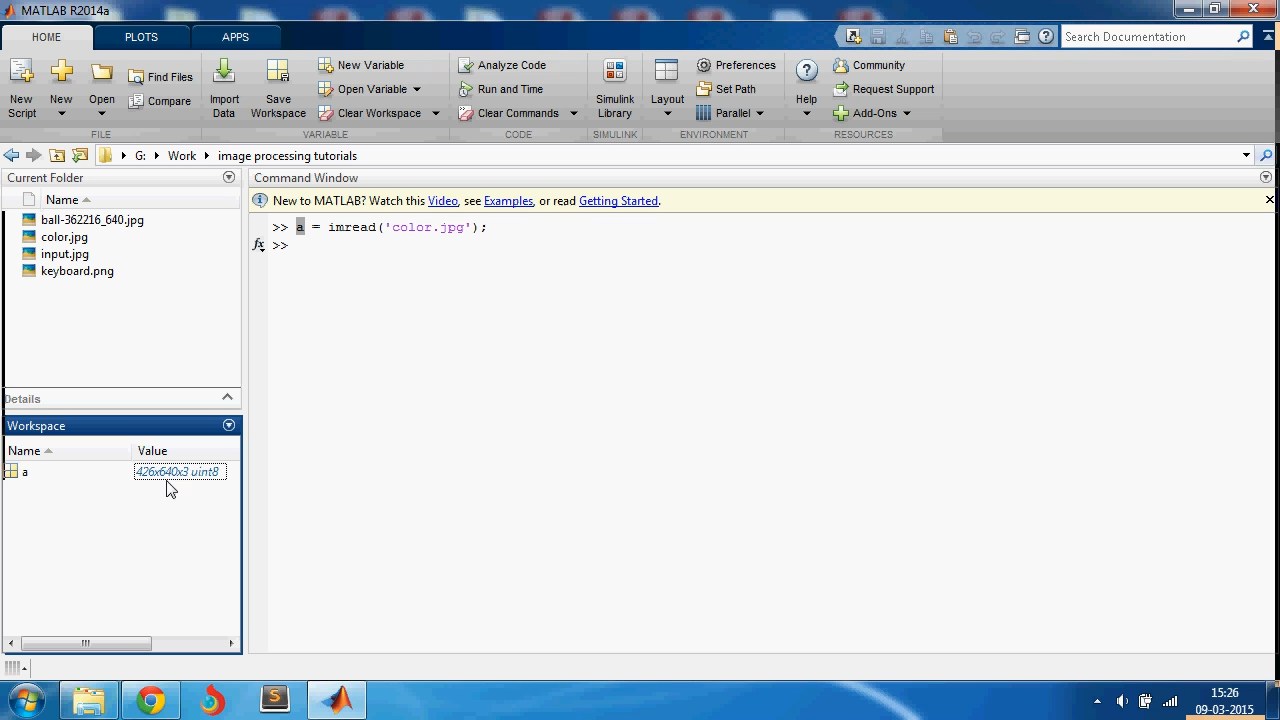 MATLAB R2014a
HOME PLOTS APPS
Search Documentation
New Script
New
Open
Find Files
Compare
FILE
Import Data
Save Workspace
New Variable
Open Variable
Clear Workspace
VARIABLE
Analyze Code
Run and Time
Clear Commands
CODE
Simulink Library
SIMULINK
Layout
Preferences
Set Path
Parallel
ENVIRONMENT
Help
Community
Request Support
Add-Ons
RESOURCES
G: Work image processing tutorials
Current Folder
Name
ball-362216_640.jpg
color.jpg
input.jpg
keyboard.png
Details
Workspace
Name Value
a 426x640x3 uint8
Command Window
New to MATLAB? Watch this Video, see Examples, or read Getting Started.
>> a = imread('color.jpg');
fx >>
15:26
09-03-2015